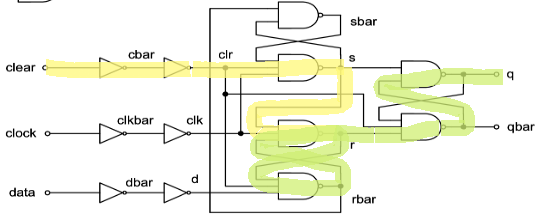 sbar
cbar clr s
clear q
clkbar clk
clock qbar
r
dbar d
data rbar